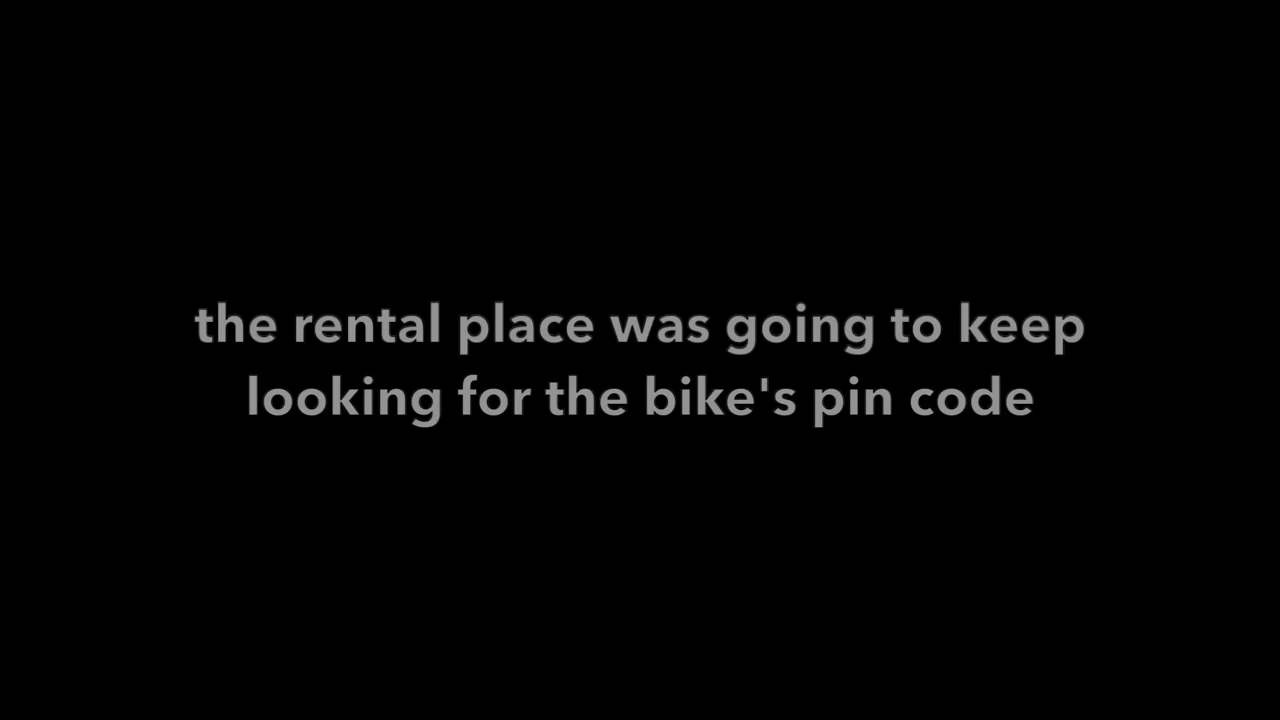 the rental place was going to keep
looking for the bike's pin code